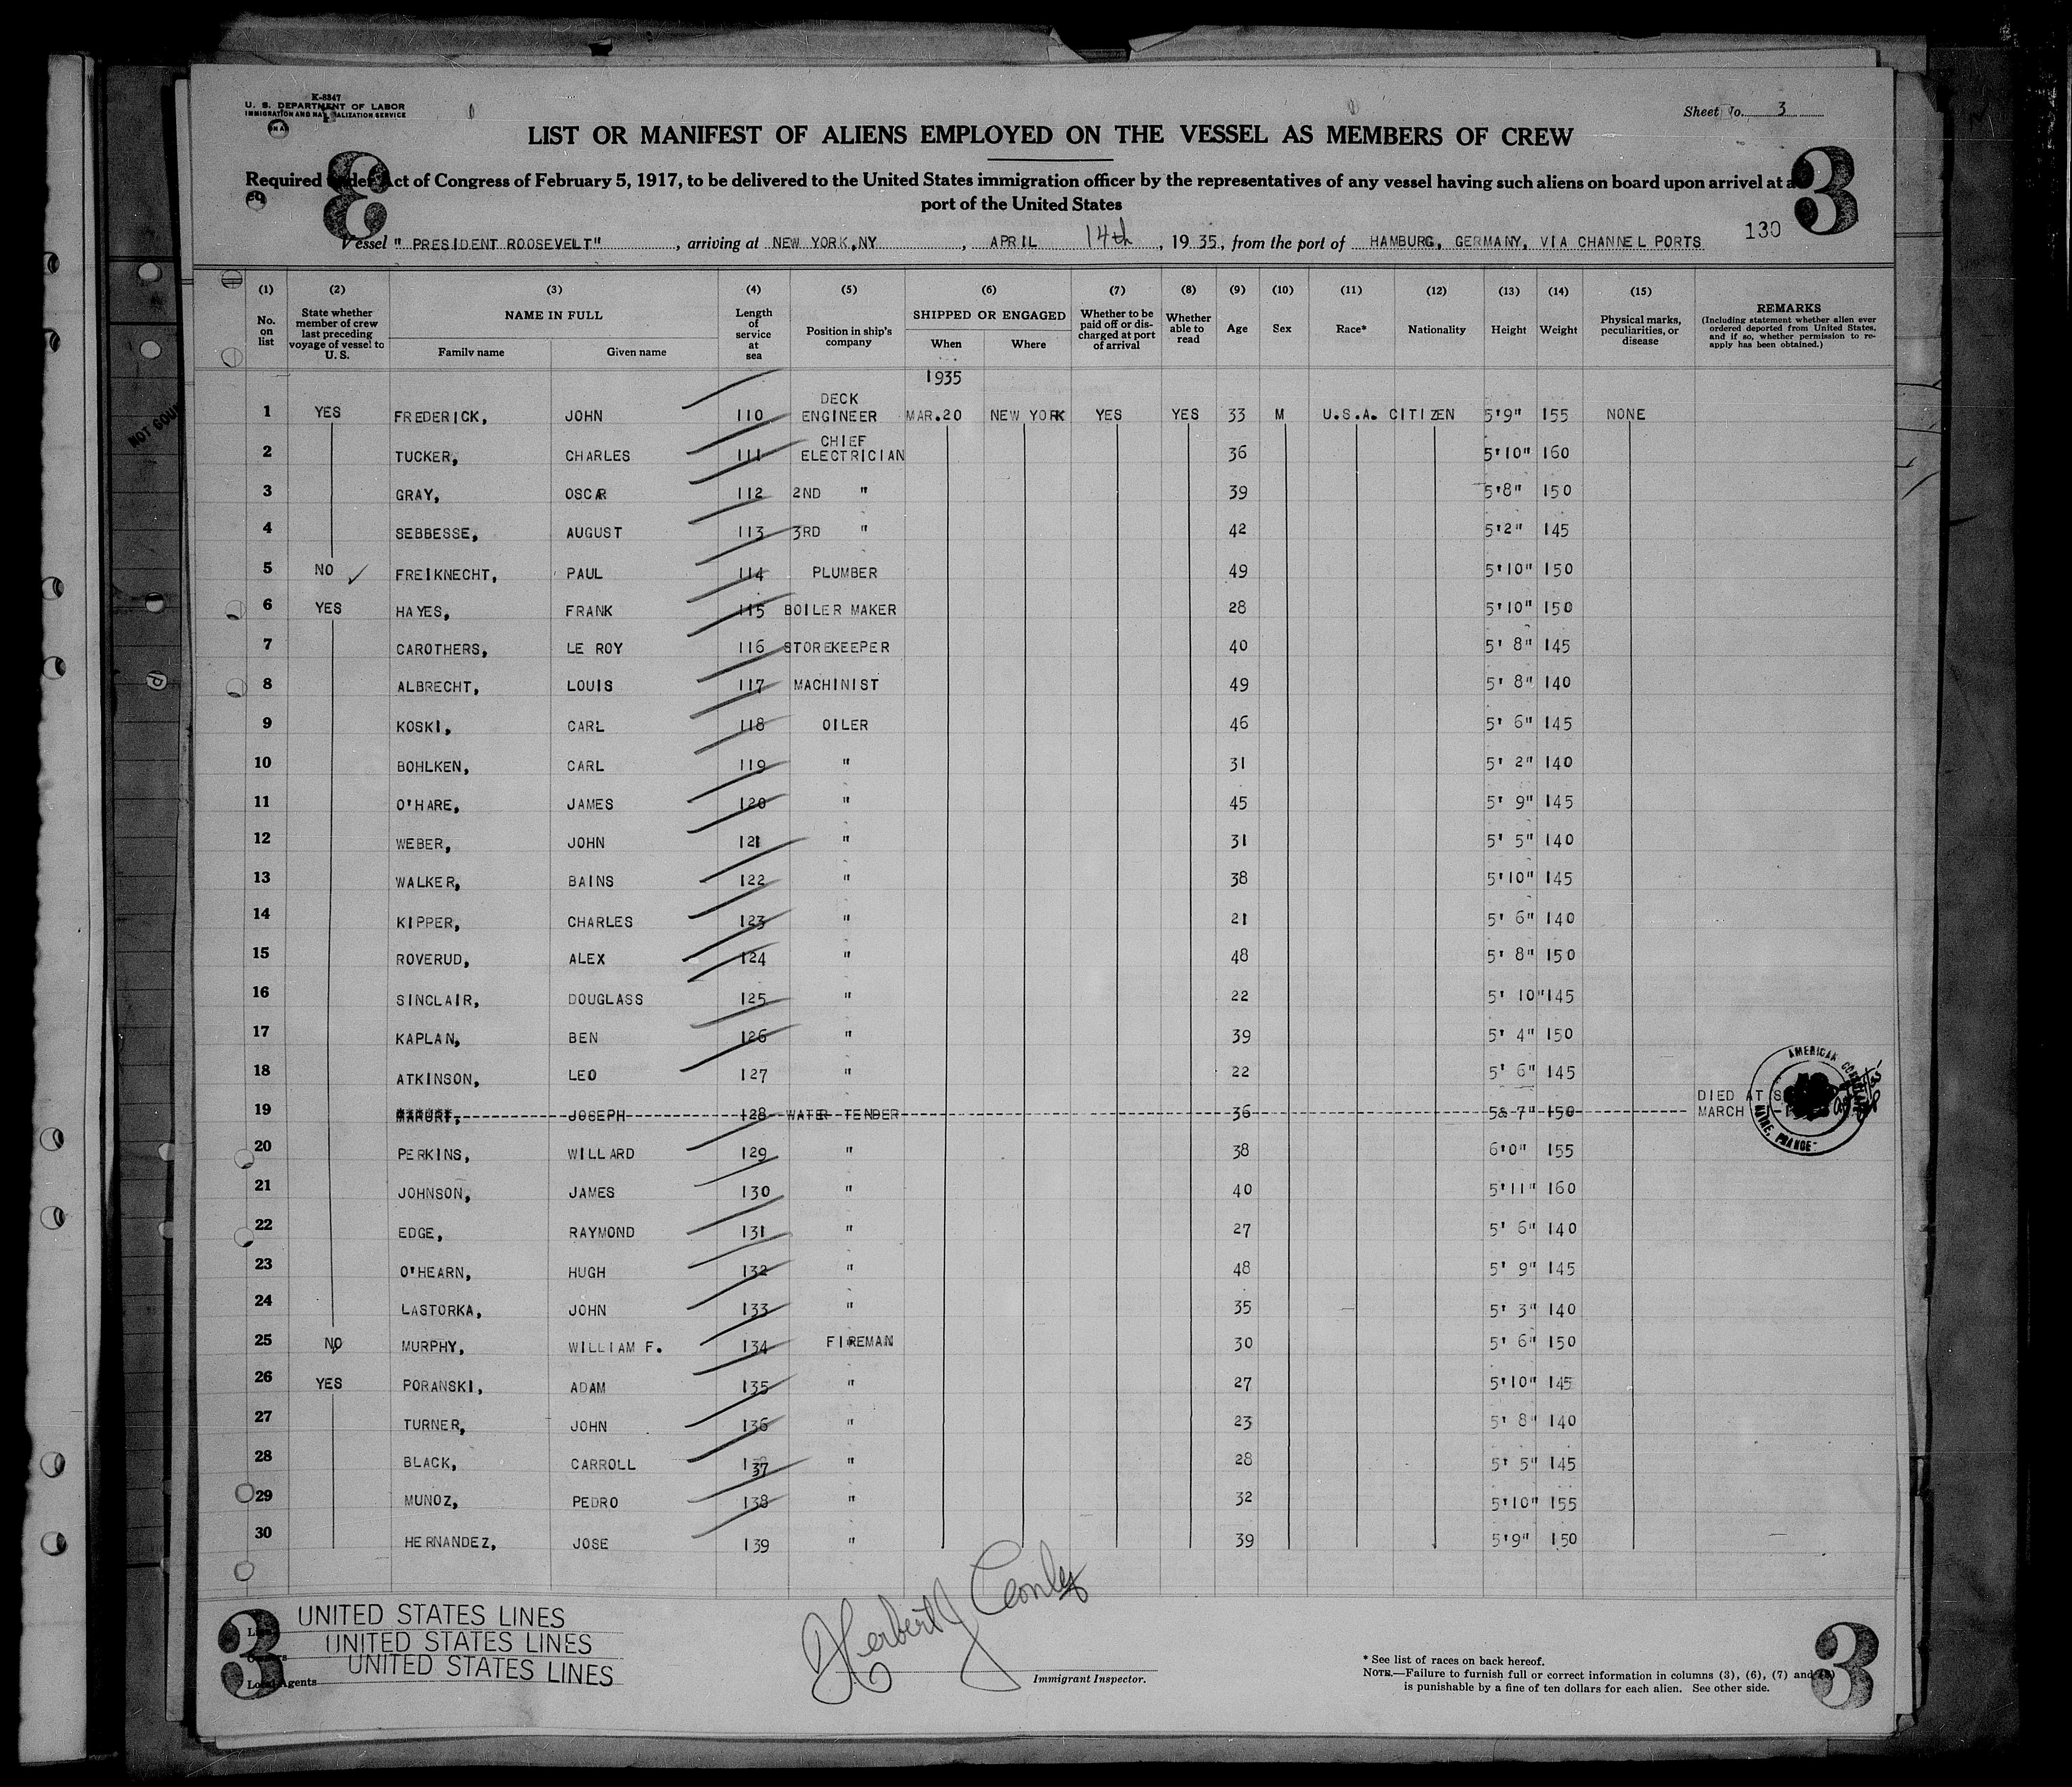 K-8347
U. S. DEPARTMENT OF LABOR
IMMIGRATION AND NATURALIZATION SERVICE
Sheet No. 3
LIST OR MANIFEST OF ALIENS EMPLOYED ON THE VESSEL AS MEMBERS OF CREW
Required under Act of Congress of February 5, 1917, to be delivered to the United States immigration officer by the representatives of any vessel having such aliens on board upon arrival at a
port of the United States
3 3
130
Vessel " PRESIDENT ROOSEVELT" , arriving at NEW YORK,NY , APRIL 14th , 1935, from the port of HAMBURG, GERMANY, VIA CHANNEL PORTS
(1) (2) (3) (4) (5) (6) (7) (8) (9) (10) (11) (12) (13) (14) (15)
No. on list
State whether member of crew last preceding voyage of vessel to U. S.
NAME IN FULL
Family name Given name
Length of service at sea
Position in ship's company
SHIPPED OR ENGAGED
When Where
Whether to be paid off or discharged at port of arrival
Whether able to read
Age Sex Race* Nationality Height Weight
Physical marks, peculiarities, or disease
REMARKS
(Including statement whether alien ever ordered deported from United States, and if so, whether permission to reapply has been obtained.)
1935
1 YES FREDERICK, JOHN 110 DECK ENGINEER MAR.20 NEW YORK YES YES 33 M U.S.A. CITIZEN 5'9" 155 NONE
2 TUCKER, CHARLES 111 CHIEF ELECTRICIAN 36 5'10" 160
3 GRAY, OSCAR 112 2ND " 39 5'8" 150
4 SEBBESSE, AUGUST 113 3RD " 42 5'2" 145
5 NO FREIKNECHT, PAUL 114 PLUMBER 49 5'10" 150
6 YES HAYES, FRANK 115 BOILER MAKER 28 5'10" 150
7 CAROTHERS, LE ROY 116 STOREKEEPER 40 5' 8" 145
8 ALBRECHT, LOUIS 117 MACHINIST 49 5' 8" 140
9 KOSKI, CARL 118 OILER 46 5' 6" 145
10 BOHLKEN, CARL 119 " 31 5' 2" 140
11 O'HARE, JAMES 120 " 45 5' 9" 145
12 WEBER, JOHN 121 " 31 5' 5" 140
13 WALKER, BAINS 122 " 38 5'10" 145
14 KIPPER, CHARLES 123 " 21 5' 6" 140
15 ROVERUD, ALEX 124 " 48 5' 8" 150
16 SINCLAIR, DOUGLASS 125 " 22 5' 10" 145
17 KAPLAN, BEN 126 " 39 5' 4" 150
18 ATKINSON, LEO 127 " 22 5' 6" 145
19 JOSEPH 128 WATER TENDER 36 5& 7" 150 DIED AT
MARCH
AMERICAN CONSULATE HAVRE, FRANCE
20 PERKINS, WILLARD 129 " 38 6'0" 155
21 JOHNSON, JAMES 130 " 40 5'11" 160
22 EDGE, RAYMOND 131 " 27 5' 6" 140
23 O'HEARN, HUGH 132 " 48 5' 9" 145
24 LASTORKA, JOHN 133 " 35 5' 3" 140
25 NO MURPHY, WILLIAM F. 134 FIREMAN 30 5' 6" 150
26 YES PORANSKI, ADAM 135 " 27 5'10" 145
27 TURNER, JOHN 136 " 23 5' 8" 140
28 BLACK, CARROLL 137 " 28 5' 5" 145
29 MUNOZ, PEDRO 138 " 32 5'10" 155
30 HERNANDEZ, JOSE 139 " 39 5'9" 150
UNITED STATES LINES
UNITED STATES LINES
UNITED STATES LINES
Local Agents
Herbert J Conley
Immigrant Inspector.
* See list of races on back hereof.
NOTE.—Failure to furnish full or correct information in columns (3), (6), (7) and
is punishable by a fine of ten dollars for each alien. See other side.
3 3